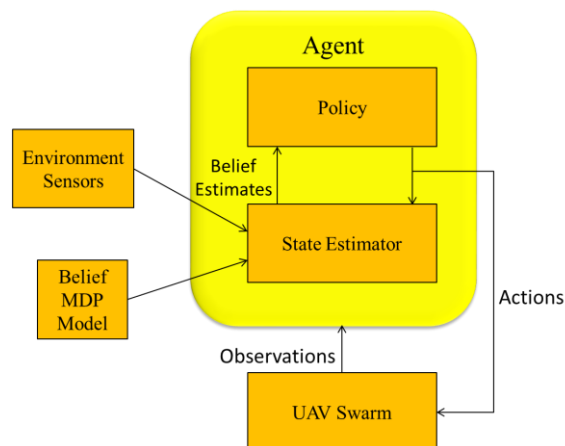 Agent
Policy
Environment
Sensors
Belief
Estimates
State Estimator
Belief
MDP
Model
Actions
Observations
UAV Swarm